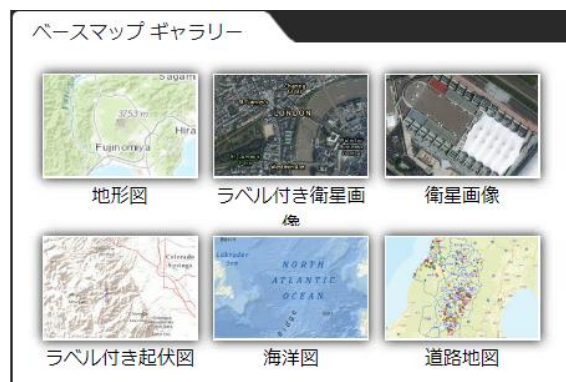 ベースマップ ギャラリー
Sagam
3753 m
Hira
Fujinomiya
LONDON
地形図
ラベル付き衛星画
像
衛星画像
Colorado
Springs
Labrador
Sea
NORTH
ATLANTIC
OCEAN
ラベル付き起伏図
海洋図
道路地図